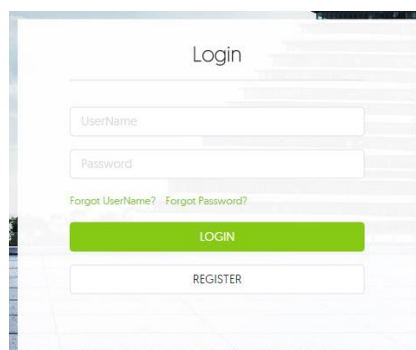 Login
UserName
Password
Forgot UserName? Forgot Password?
LOGIN
REGISTER